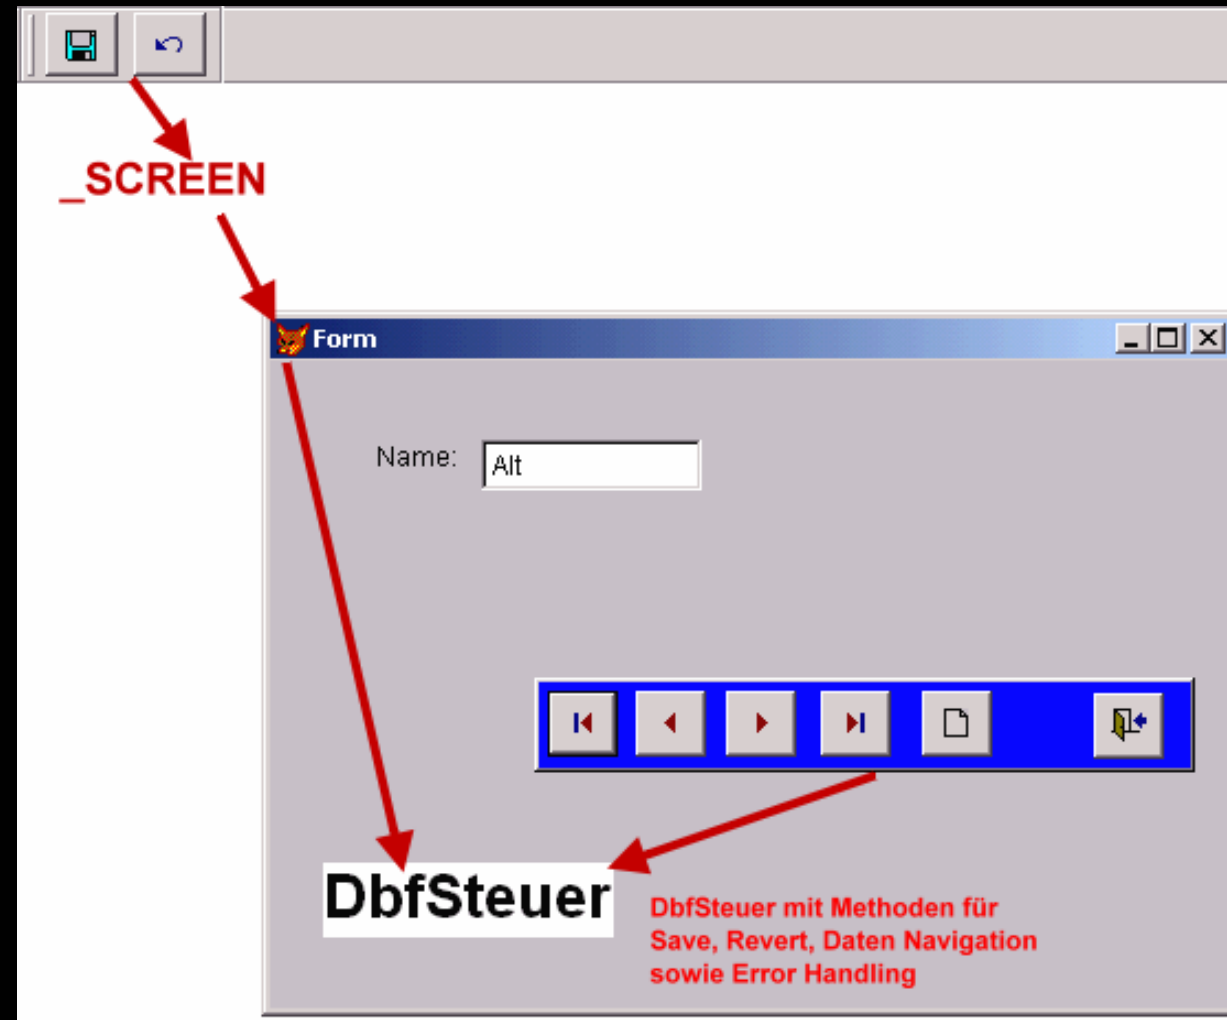 _SCREEN
Form
Name:
Alt
DbfSteuer
DbfSteuer mit Methoden für
Save, Revert, Daten Navigation
sowie Error Handling